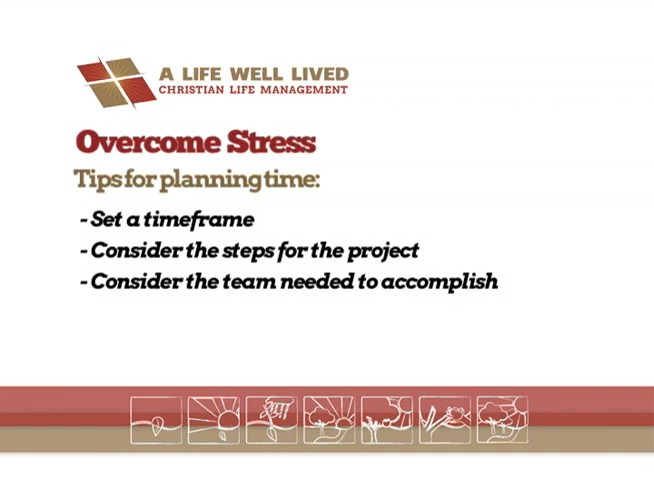 A LIFE WELL LIVED
CHRISTIAN LIFE MANAGEMENT
Overcome Stress
Tips for planning time:
- Set a timeframe
- Consider the steps for the project
- Consider the team needed to accomplish